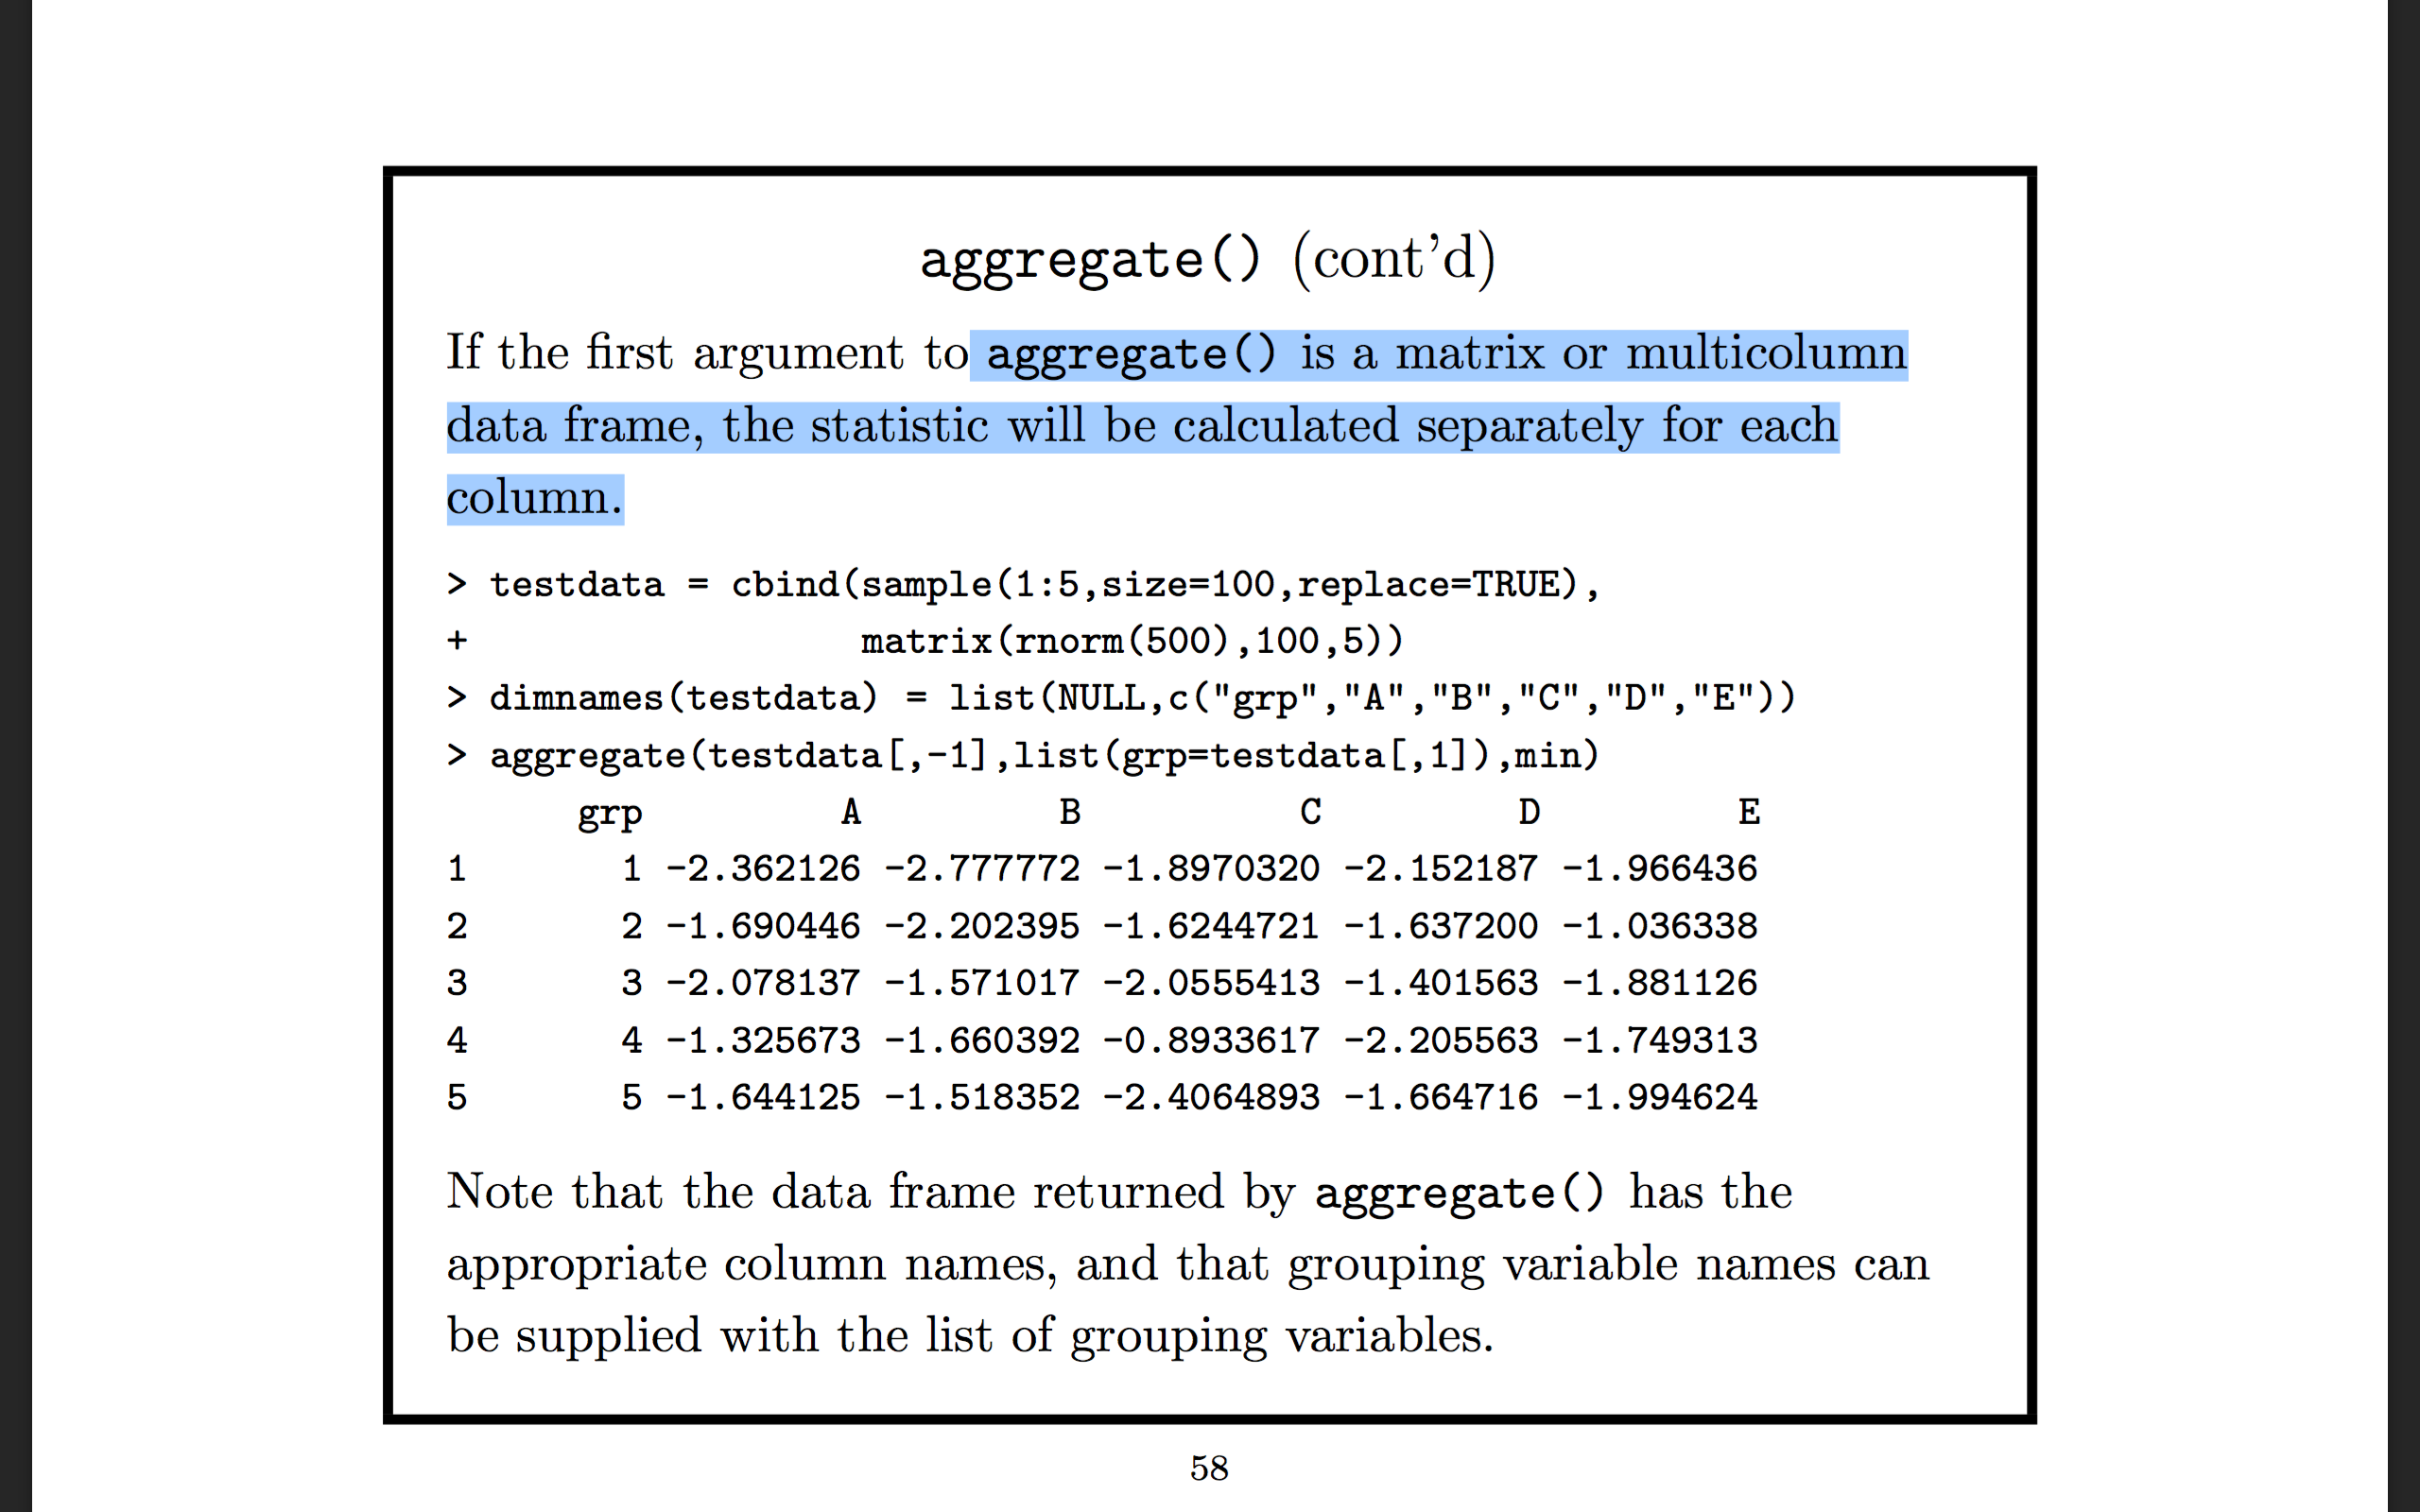 aggregate() (cont’d)
If the first argument to aggregate() is a matrix or multicolumn
data frame, the statistic will be calculated separately for each
column.
> testdata = cbind(sample(1:5,size=100,replace=TRUE),
+                  matrix(rnorm(500),100,5))
> dimnames(testdata) = list(NULL,c("grp","A","B","C","D","E"))
> aggregate(testdata[,-1],list(grp=testdata[,1]),min)
      grp         A         B          C         D         E
1       1 -2.362126 -2.777772 -1.8970320 -2.152187 -1.966436
2       2 -1.690446 -2.202395 -1.6244721 -1.637200 -1.036338
3       3 -2.078137 -1.571017 -2.0555413 -1.401563 -1.881126
4       4 -1.325673 -1.660392 -0.8933617 -2.205563 -1.749313
5       5 -1.644125 -1.518352 -2.4064893 -1.664716 -1.994624
Note that the data frame returned by aggregate() has the
appropriate column names, and that grouping variable names can
be supplied with the list of grouping variables.
58